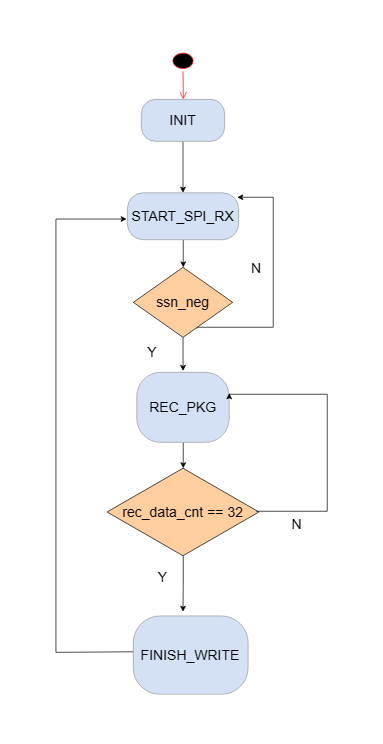 INIT
START_SPI_RX
N
ssn_neg
Y
REC_PKG
rec_data_cnt == 32
N
Y
FINISH_WRITE